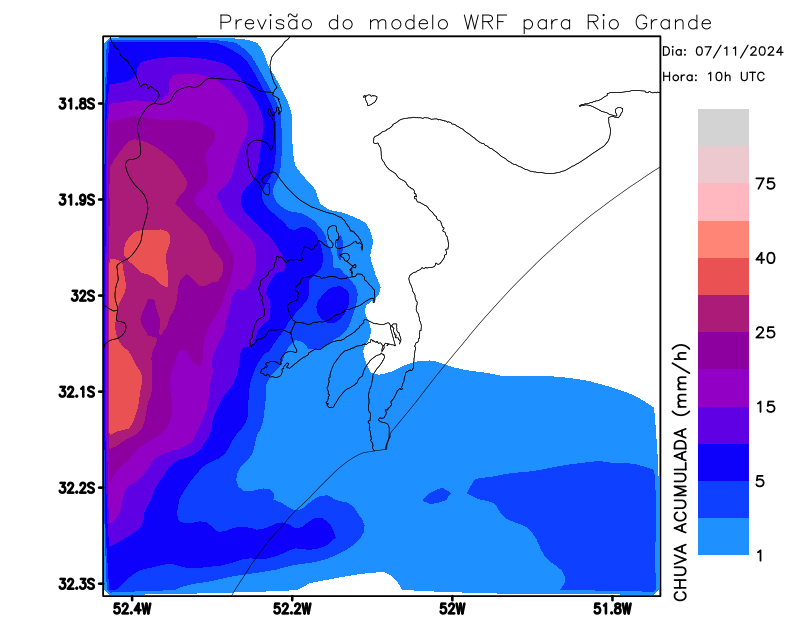 Previsão do modelo WRF para Rio Grande
Dia: 07/11/2024
Hora: 10h UTC
31.8S
31.9S
32S
32.1S
32.2S
32.3S
52.4W
52.2W
52W
51.8W
75
40
25
15
5
1
CHUVA ACUMULADA (mm/h)